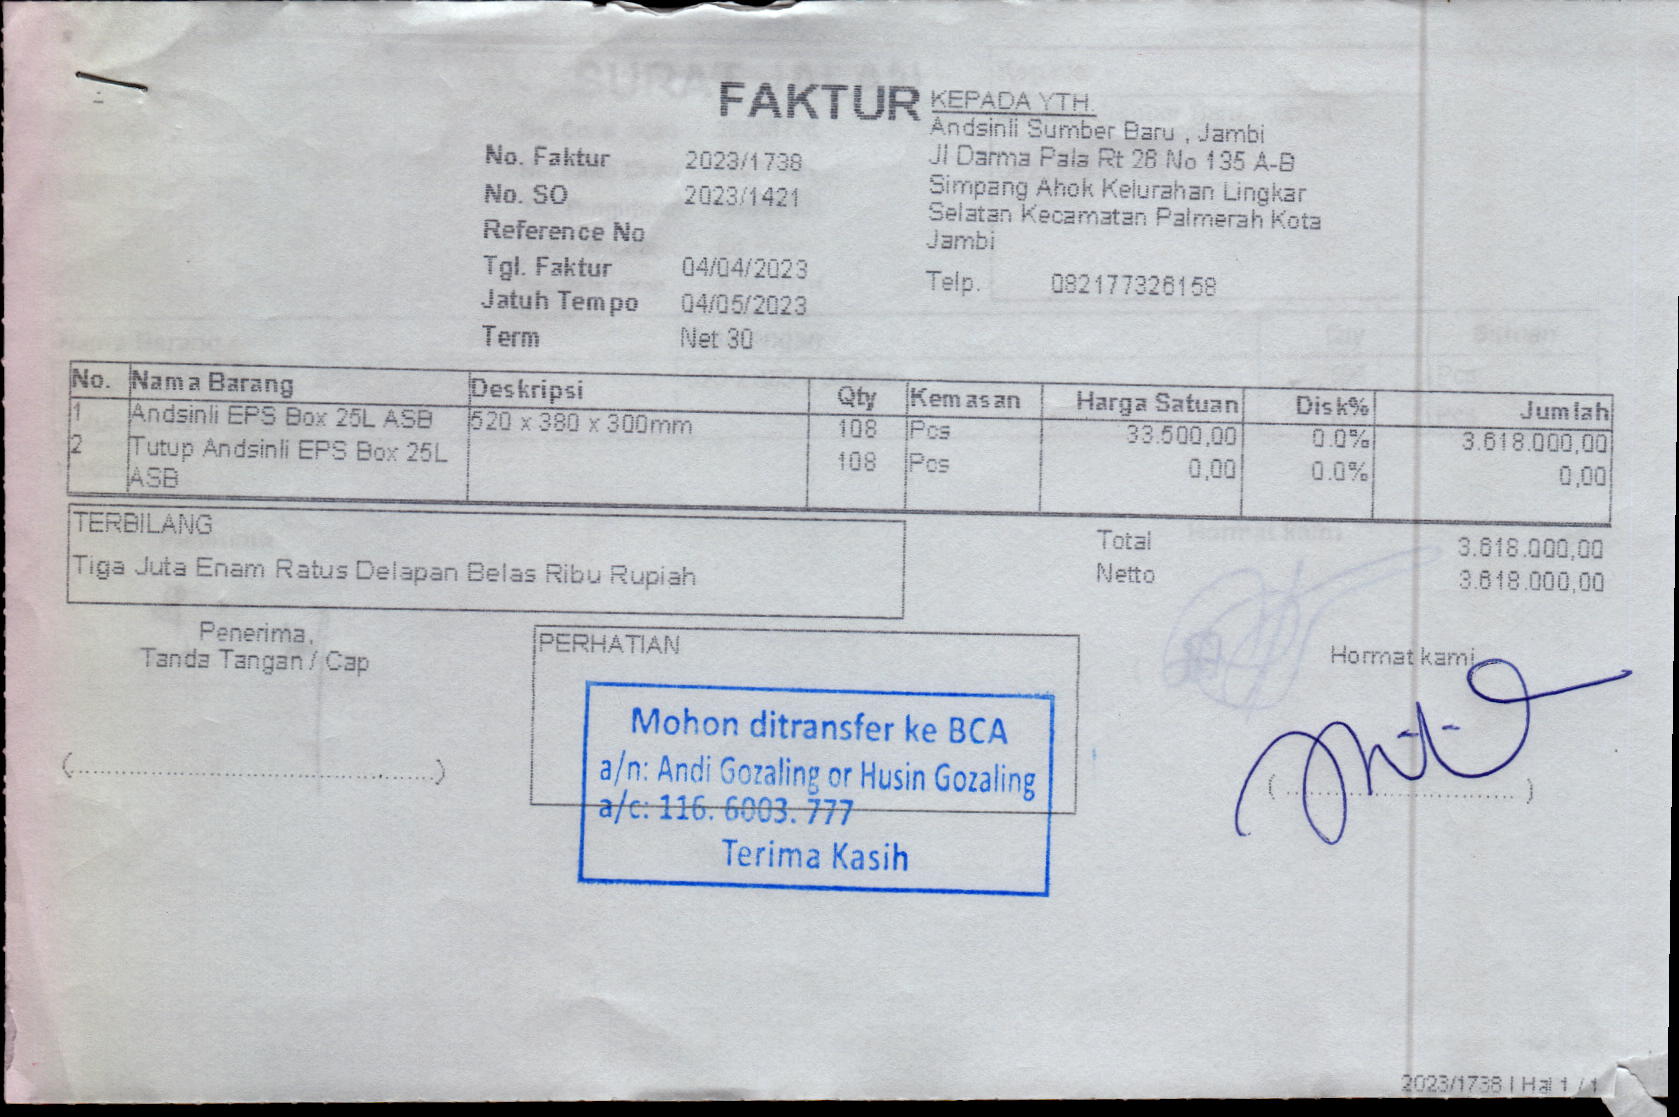 FAKTUR
No. Faktur 2023/1738
No. SO 2023/1421
Reference No
Tgl. Faktur 04/04/2023
Jatuh Tempo 04/05/2023
Term Net 30
KEPADA YTH.
Andsinli Sumber Baru , Jambi
Jl Darma Pala Rt 28 No 135 A-B
Simpang Ahok Kelurahan Lingkar
Selatan Kecamatan Palmerah Kota
Jambi
Telp. 082177326158
No. Nama Barang Deskripsi Qty Kemasan Harga Satuan Disk% Jumlah
1 Andsinli EPS Box 25L ASB 520 x 380 x 300mm 108 Pcs 33.500,00 0.0% 3.618.000,00
2 Tutup Andsinli EPS Box 25L 108 Pcs 0,00 0.0% 0,00
ASB
TERBILANG
Tiga Juta Enam Ratus Delapan Belas Ribu Rupiah
Total 3.618.000,00
Netto 3.618.000,00
Penerima,
Tanda Tangan / Cap
(..............................................)
PERHATIAN
Mohon ditransfer ke BCA
a/n: Andi Gozaling or Husin Gozaling
a/c: 116. 6003. 777
Terima Kasih
Hormat kami
(................................)
2023/1738 | Hal 1 / 1